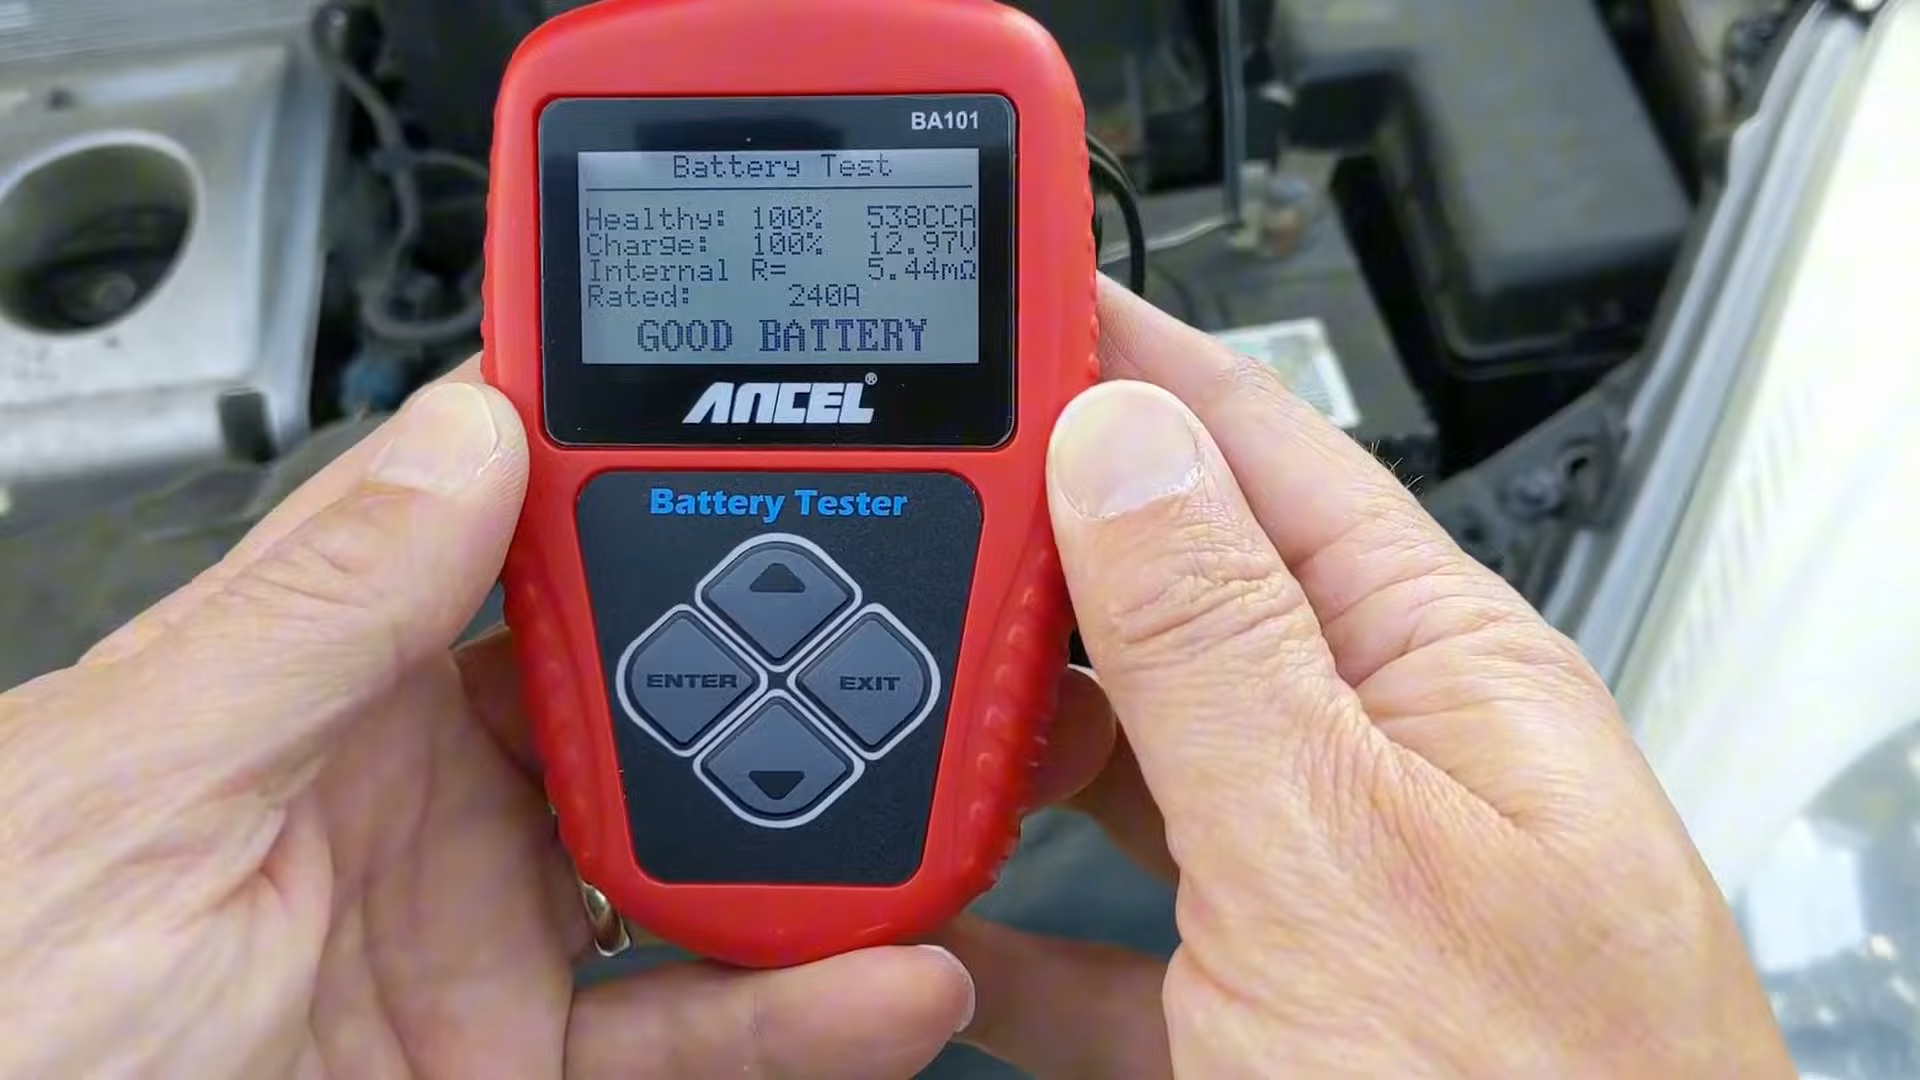 BA101
Battery Test
Healthy: 100% 538CCA
Charge: 100% 12.97V
Internal R= 5.44mΩ
Rated: 240A
GOOD BATTERY
ANCEL®
Battery Tester
ENTER EXIT